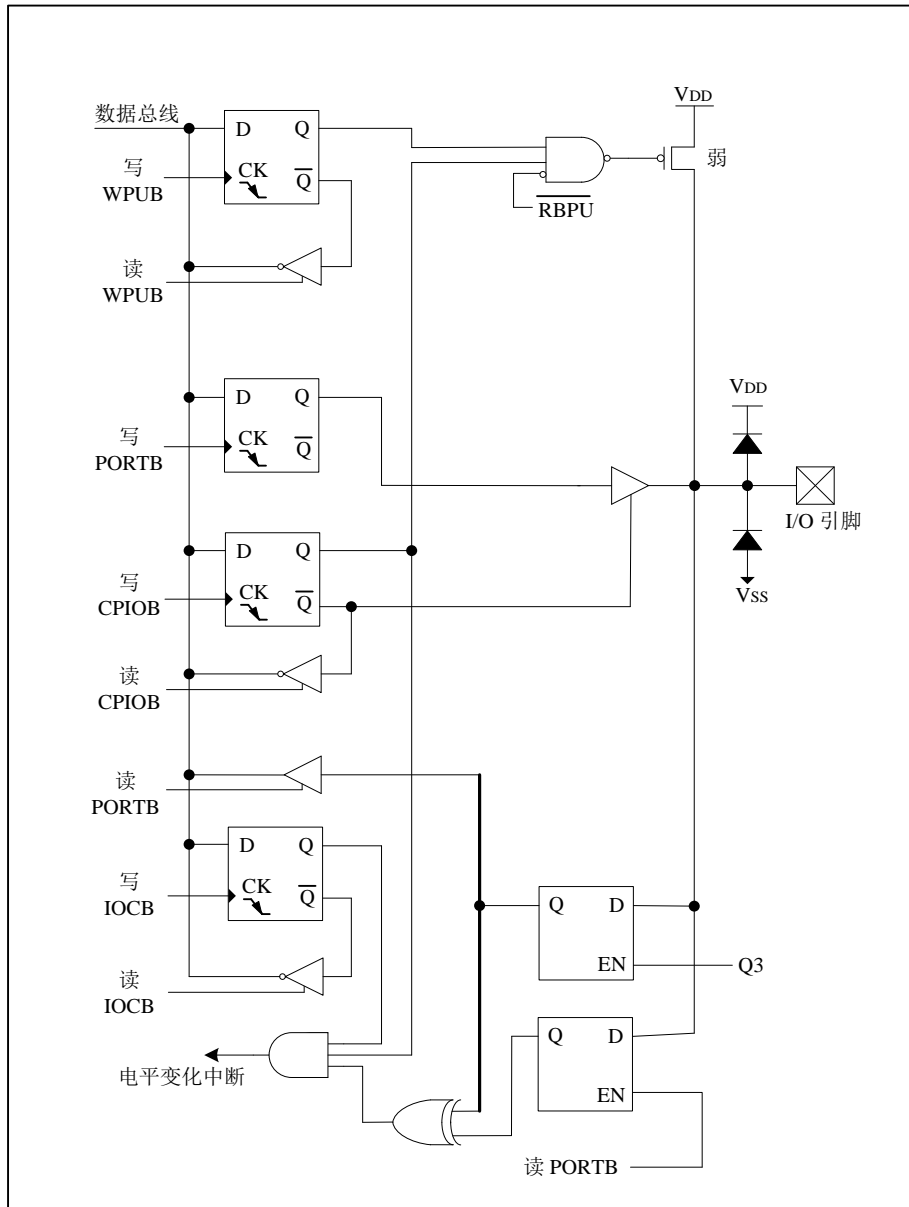 数据总线
D Q
写
WPUB
CK
Q
读
WPUB
VDD
弱
RBPU
D Q
写
PORTB
CK
Q
VDD
I/O 引脚
VSS
D Q
写
CPIOB
CK
Q
读
CPIOB
读
PORTB
D Q
写
IOCB
CK
Q
读
IOCB
Q D
EN
Q3
Q D
EN
电平变化中断
读 PORTB